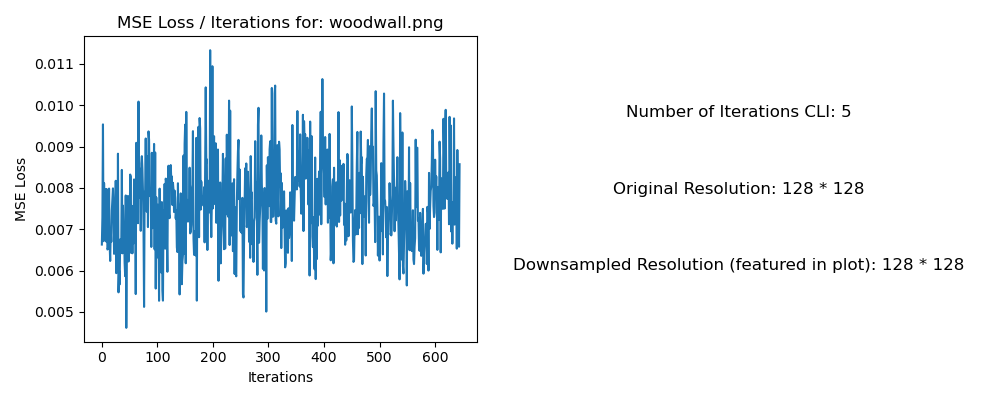 MSE Loss / Iterations for: woodwall.png
0.011
0.010
0.009
0.008
0.007
0.006
0.005
MSE Loss
0 100 200 300 400 500 600
Iterations
Number of Iterations CLI: 5
Original Resolution: 128 * 128
Downsampled Resolution (featured in plot): 128 * 128